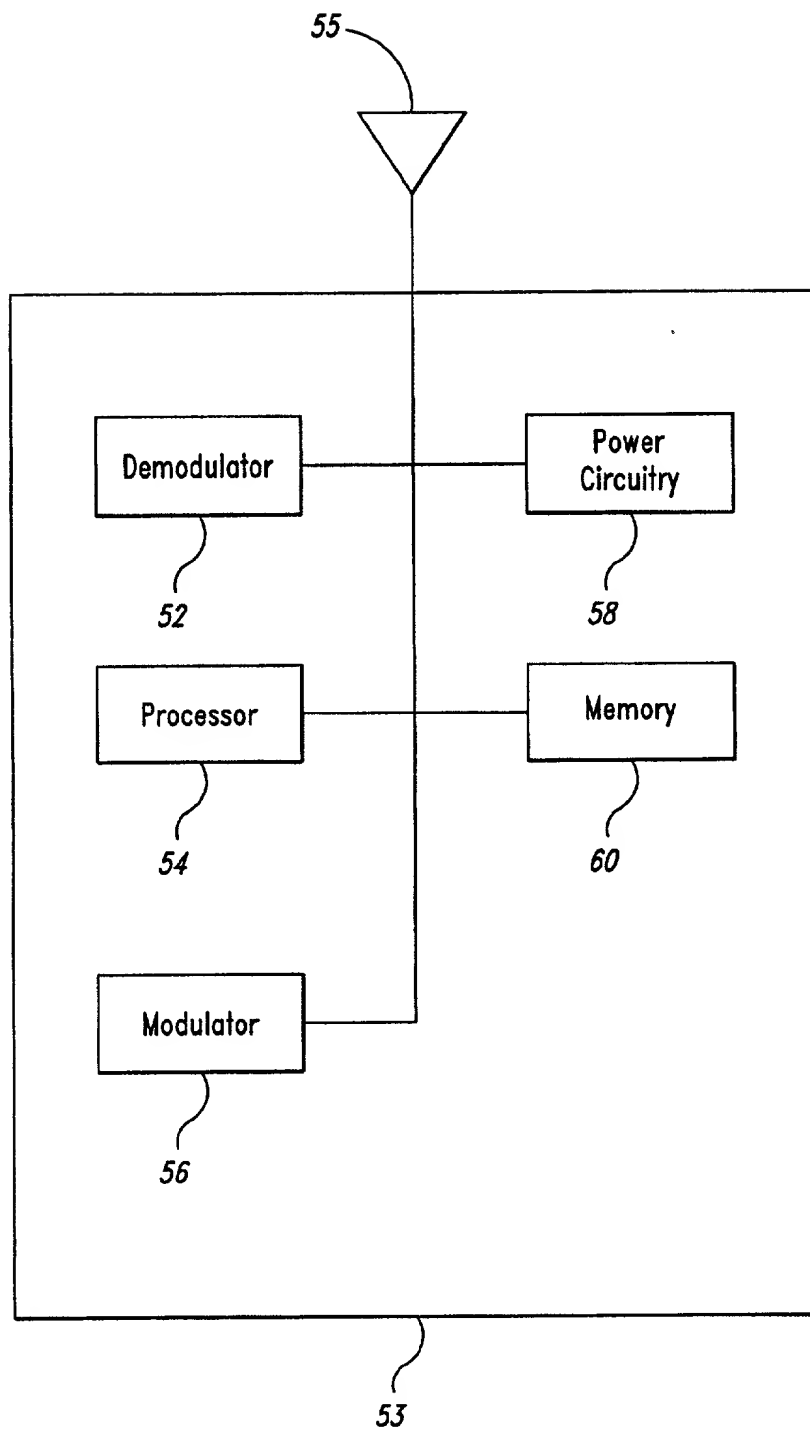 55
Demodulator
52
Power
Circuitry
58
Processor
54
Memory
60
Modulator
56
53